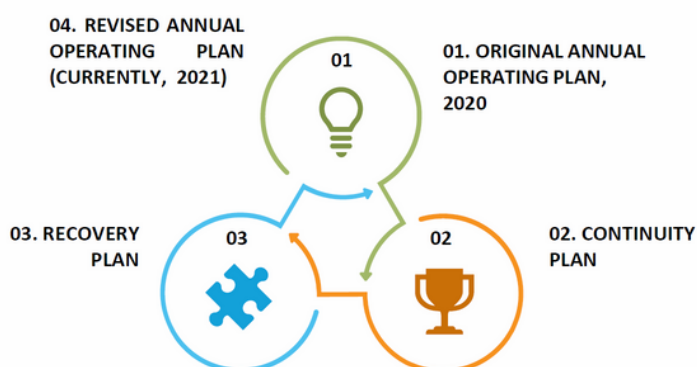 04. REVISED ANNUAL
OPERATING PLAN
(CURRENTLY, 2021)
01
01. ORIGINAL ANNUAL
OPERATING PLAN,
2020
03. RECOVERY
PLAN
03
02
02. CONTINUITY
PLAN